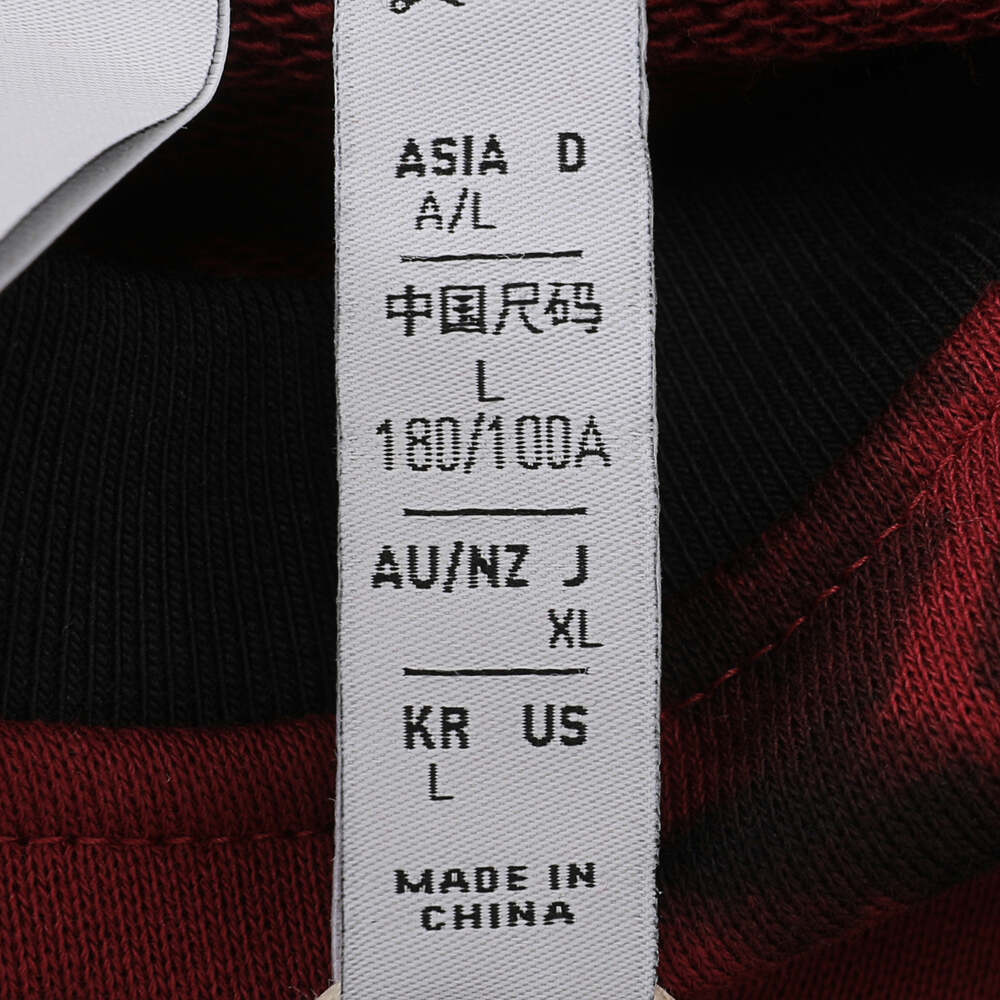 ASIA D
A/L
中国尺码
L
180/100A
AU/NZ J
XL
KR US
L
MADE IN
CHINA